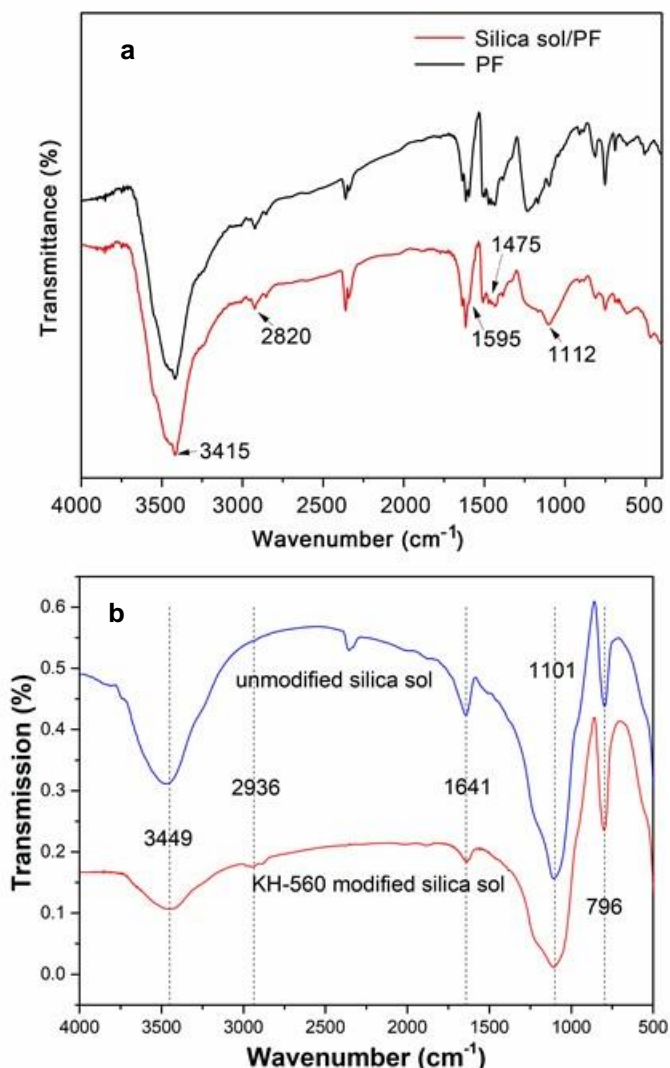 a
Silica sol/PF
PF
Transmittance (%)
1475
2820
1595
1112
3415
4000 3500 3000 2500 2000 1500 1000 500
Wavenumber (cm⁻¹)
b
0.6
0.5
0.4
0.3
0.2
0.1
0.0
Transmission (%)
unmodified silica sol
1101
2936
1641
3449
KH-560 modified silica sol
796
4000 3500 3000 2500 2000 1500 1000 500
Wavenumber (cm⁻¹)